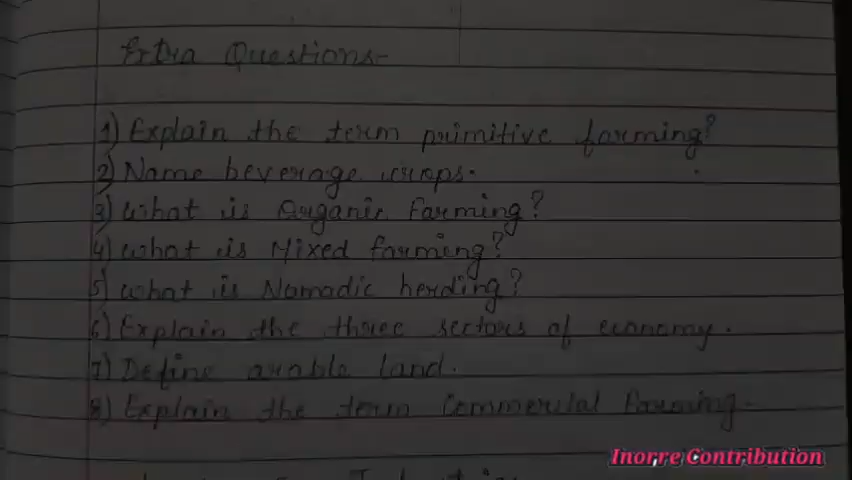 Extra Questions-
1) Explain the term primitive farming?
2) Name beverage crops.
3) What is Organic Farming?
4) What is Mixed farming?
5) What is Nomadic herding?
6) Explain the three sectors of economy.
7) Define arable land.
8) Explain the term Commercial Farming.
Inorre Contribution